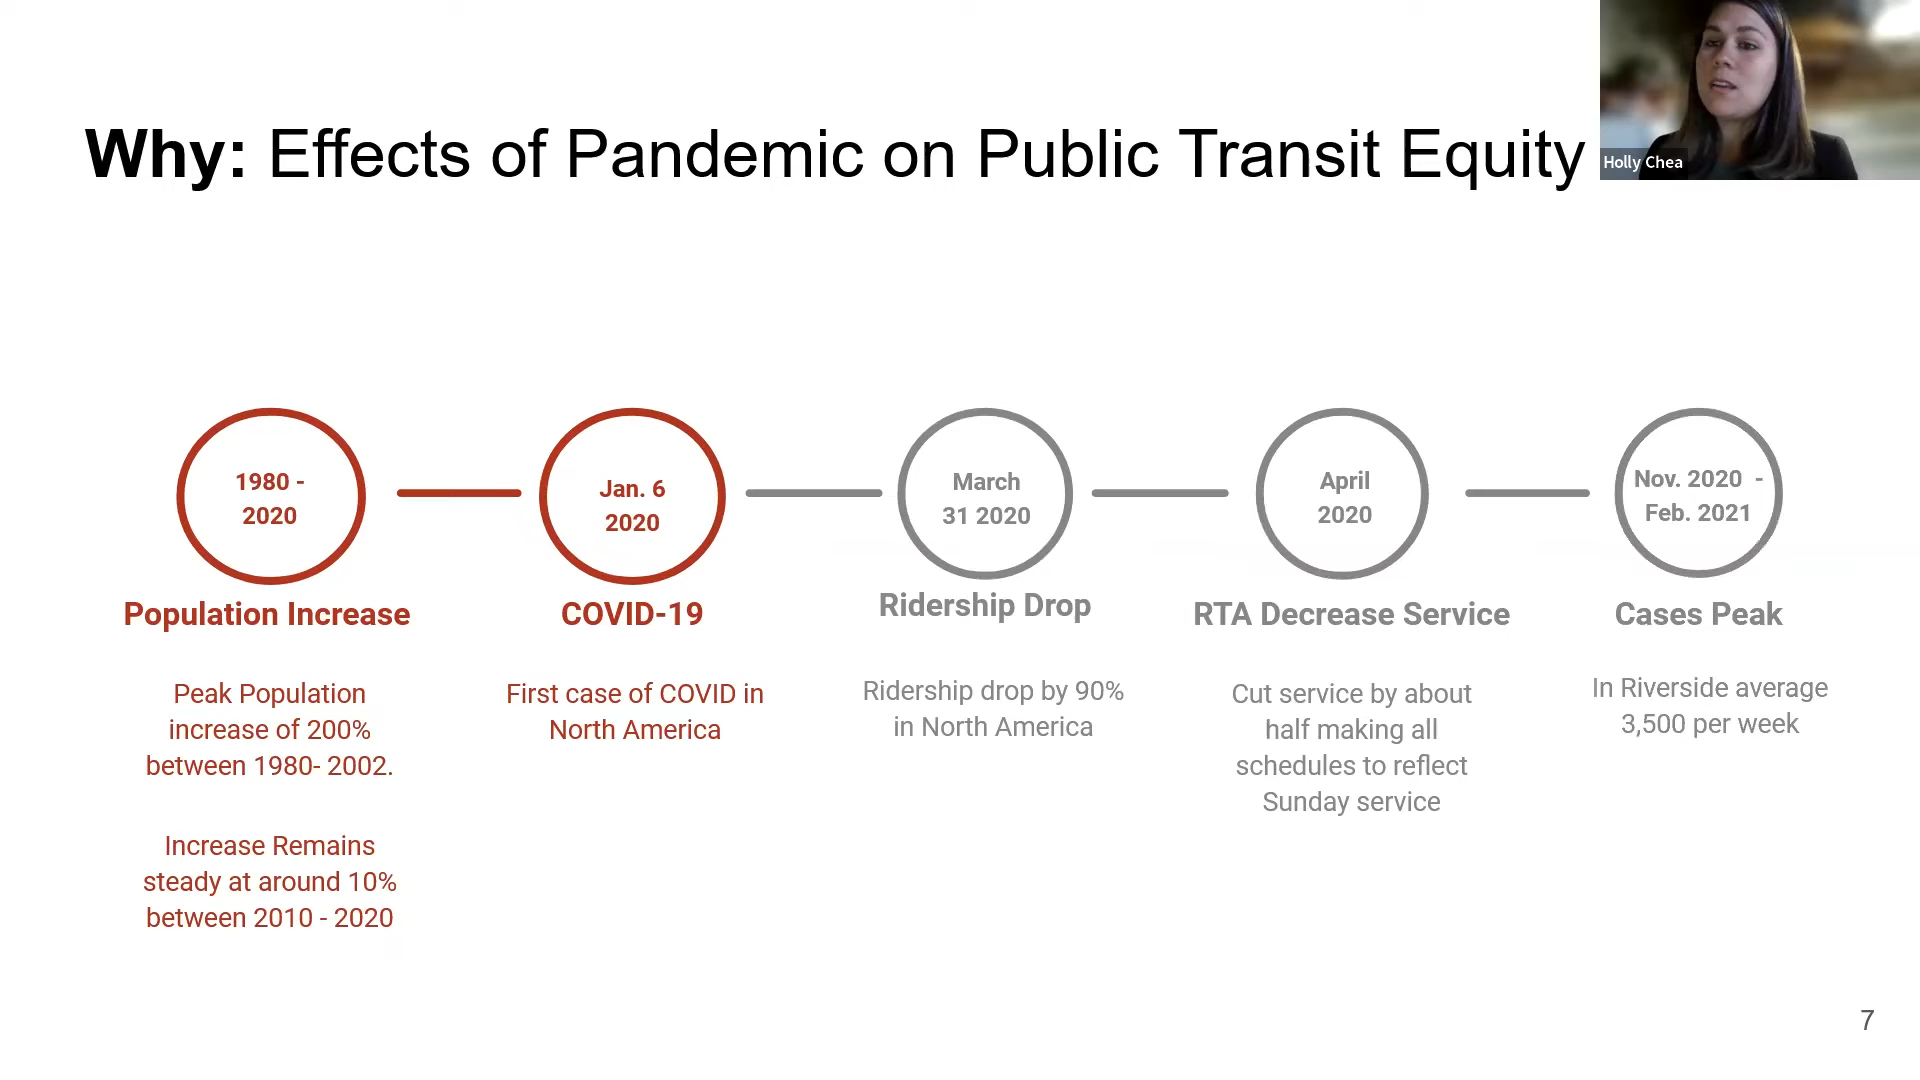 Why: Effects of Pandemic on Public Transit Equity
Holly Chea
1980 -
2020
Population Increase
Peak Population
increase of 200%
between 1980- 2002.
Increase Remains
steady at around 10%
between 2010 - 2020
Jan. 6
2020
COVID-19
First case of COVID in
North America
March
31 2020
Ridership Drop
Ridership drop by 90%
in North America
April
2020
RTA Decrease Service
Cut service by about
half making all
schedules to reflect
Sunday service
Nov. 2020 -
Feb. 2021
Cases Peak
In Riverside average
3,500 per week
7